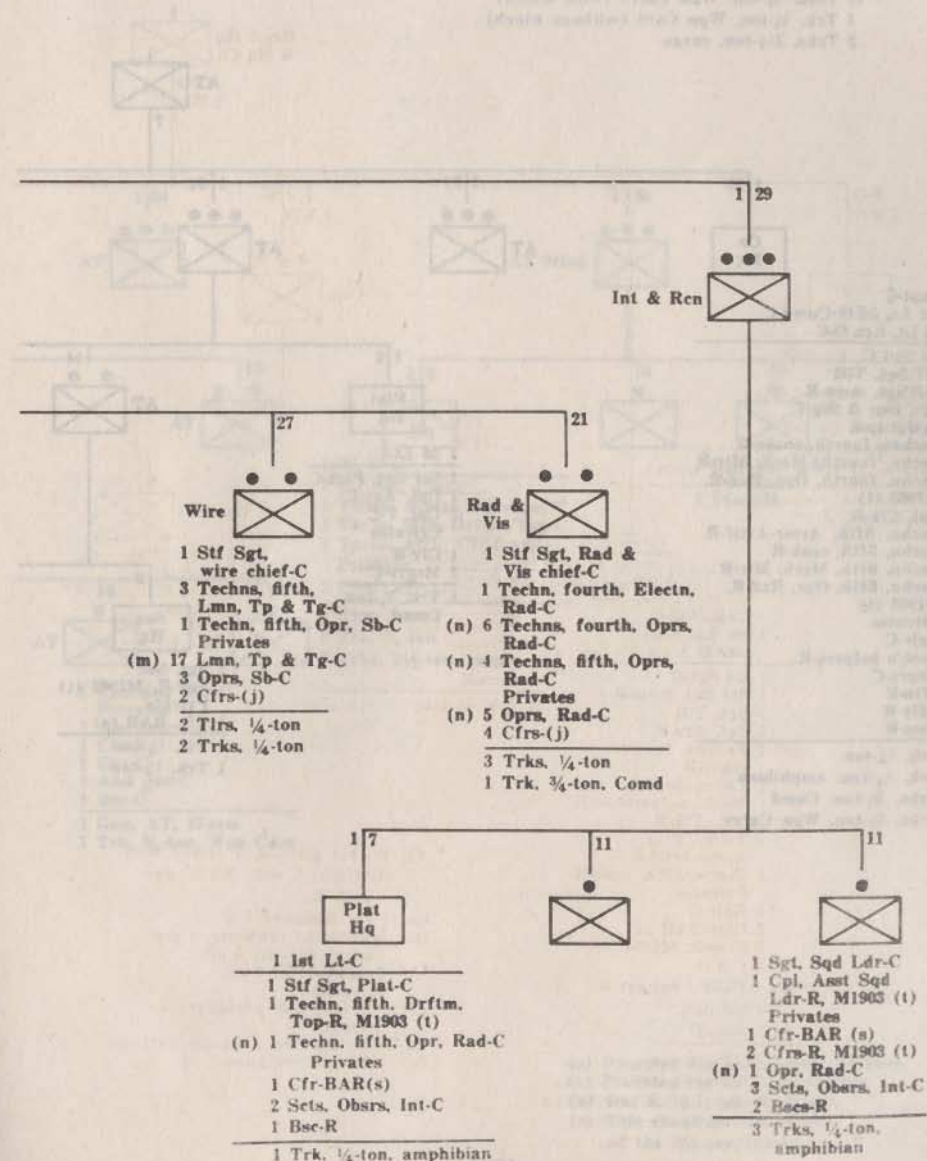 1 29
Int & Rcn
27
21
Wire
Rad &
Vis
1 Stf Sgt,
wire chief-C
3 Techns, fifth,
Lmn, Tp & Tg-C
1 Techn, fifth, Opr, Sb-C
Privates
(m) 17 Lmn, Tp & Tg-C
3 Oprs, Sb-C
2 Cfrs-(j)
2 Tlrs, ¼-ton
2 Trks, ¼-ton
1 Stf Sgt, Rad &
Vis chief-C
1 Techn, fourth, Electn,
Rad-C
(n) 6 Techns, fourth, Oprs,
Rad-C
(n) 4 Techns, fifth, Oprs,
Rad-C
Privates
(n) 5 Oprs, Rad-C
4 Cfrs-(j)
3 Trks, ¼-ton
1 Trk, ¾-ton, Comd
1 7
11
11
Plat
Hq
1 1st Lt-C
1 Stf Sgt, Plat-C
1 Techn, fifth, Drftm,
Top-R, M1903 (t)
(n) 1 Techn, fifth, Opr, Rad-C
Privates
1 Cfr-BAR(s)
2 Scts, Obsrs, Int-C
1 Bsc-R
1 Trk, ¼-ton, amphibian
1 Sgt, Sqd Ldr-C
1 Cpl, Asst Sqd
Ldr-R, M1903 (t)
Privates
1 Cfr-BAR (s)
2 Cfrs-R, M1903 (t)
(n) 1 Opr, Rad-C
3 Scts, Obsrs, Int-C
2 Bscs-R
3 Trks, ¼-ton,
amphibian